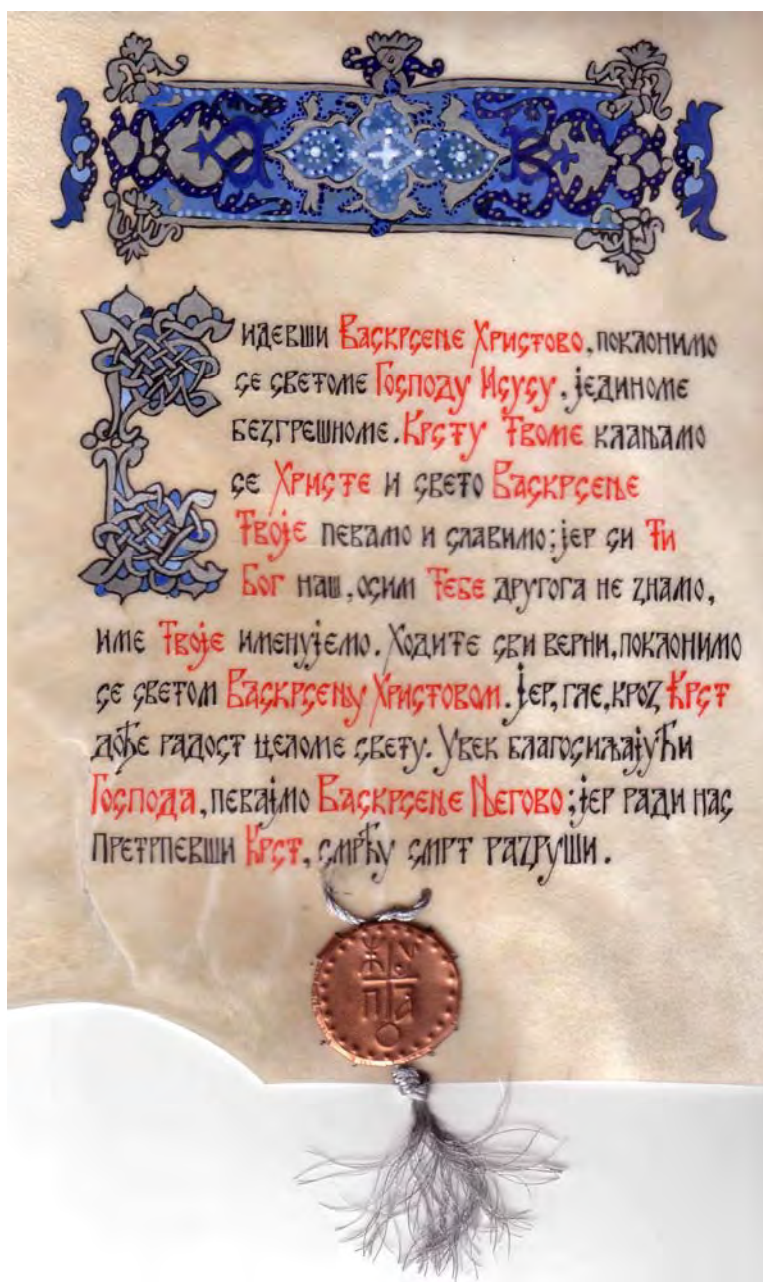 Видевши Васкрсење Христово, поклонимо
се светоме Господу Исусу, јединоме
безгрешноме. Крсту Твоме клањамо
се Христе и свето Васкрсење
Твоје певамо и славимо; јер си Ти
Бог наш, осим Тебе другога не знамо,
име Твоје именујемо. Ходите сви верни, поклонимо
се светом Васкрсењу Христовом. Јер, гле, кроз Крст
дође радост целоме свету. Увек благосиљајући
Господа, певајмо Васкрсење Његово; јер ради нас
претрпевши Крст, смрћу смрт разруши.